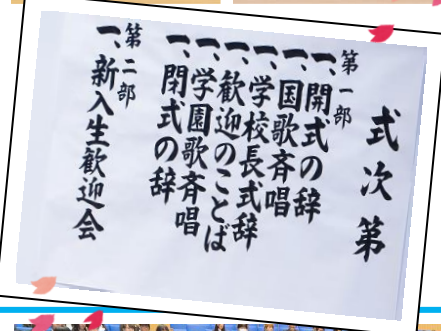 式次第
第一部
一、開式の辞
一、国歌斉唱
一、学校長式辞
一、歓迎のことば
一、学園歌斉唱
一、閉式の辞
第二部
一、新入生歓迎会